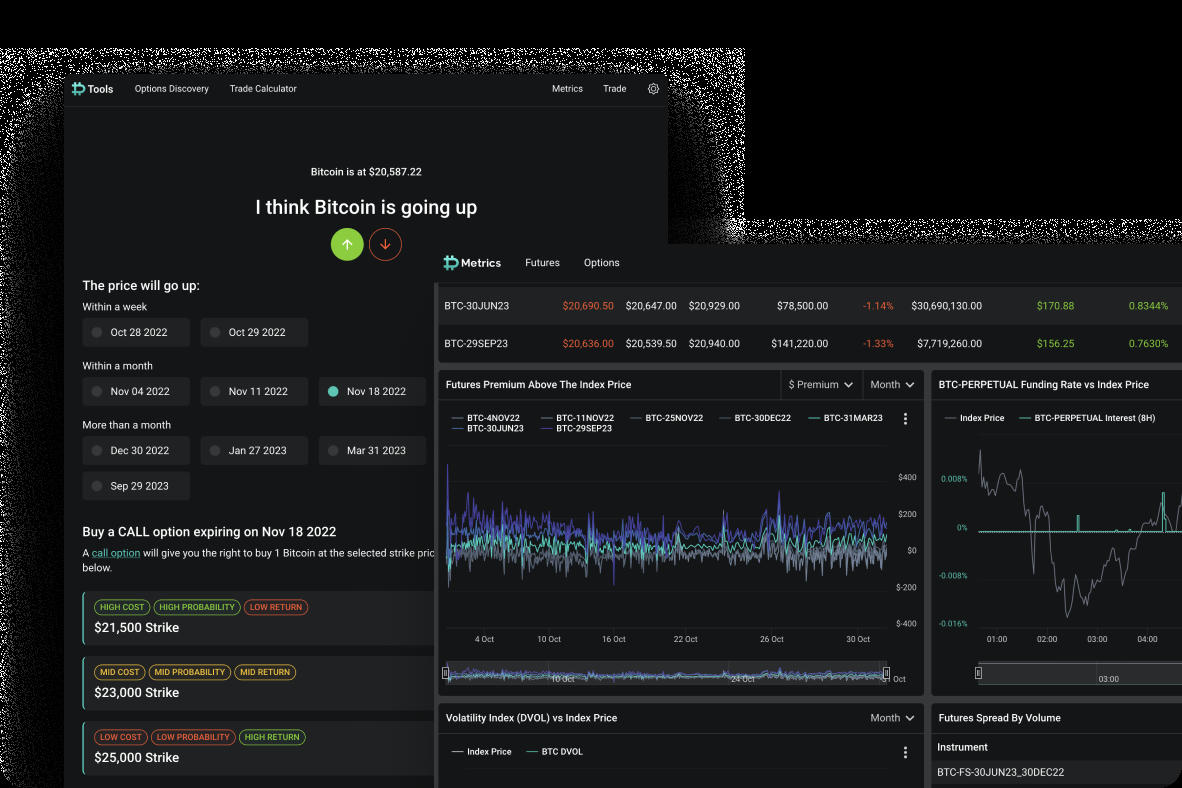 Tools
Options Discovery
Trade Calculator
Metrics
Trade
Bitcoin is at $20,587.22
I think Bitcoin is going up
The price will go up:
Within a week
Oct 28 2022
Oct 29 2022
Within a month
Nov 04 2022
Nov 11 2022
Nov 18 2022
More than a month
Dec 30 2022
Jan 27 2023
Mar 31 2023
Sep 29 2023
Buy a CALL option expiring on Nov 18 2022
A call option will give you the right to buy 1 Bitcoin at the selected strike pric
below.
HIGH COST HIGH PROBABILITY LOW RETURN
$21,500 Strike
MID COST MID PROBABILITY MID RETURN
$23,000 Strike
LOW COST LOW PROBABILITY HIGH RETURN
$25,000 Strike
Metrics
Futures
Options
BTC-30JUN23 $20,690.50 $20,647.00 $20,929.00 $78,500.00 -1.14% $30,690,130.00 $170.88 0.8344%
BTC-29SEP23 $20,636.00 $20,539.50 $20,940.00 $141,220.00 -1.33% $7,719,260.00 $156.25 0.7630%
Futures Premium Above The Index Price
$ Premium
Month
BTC-4NOV22 BTC-11NOV22 BTC-25NOV22 BTC-30DEC22 BTC-31MAR23
BTC-30JUN23 BTC-29SEP23
$400
$200
$0
$-200
$-400
4 Oct 10 Oct 16 Oct 22 Oct 26 Oct 30 Oct
10 Oct 24 Oct 31 Oct
BTC-PERPETUAL Funding Rate vs Index Price
Index Price BTC-PERPETUAL Interest (8H)
0.008%
0%
-0.008%
-0.016%
01:00 02:00 03:00 04:00
03:00
Volatility Index (DVOL) vs Index Price
Month
Index Price BTC DVOL
Futures Spread By Volume
Instrument
BTC-FS-30JUN23_30DEC22